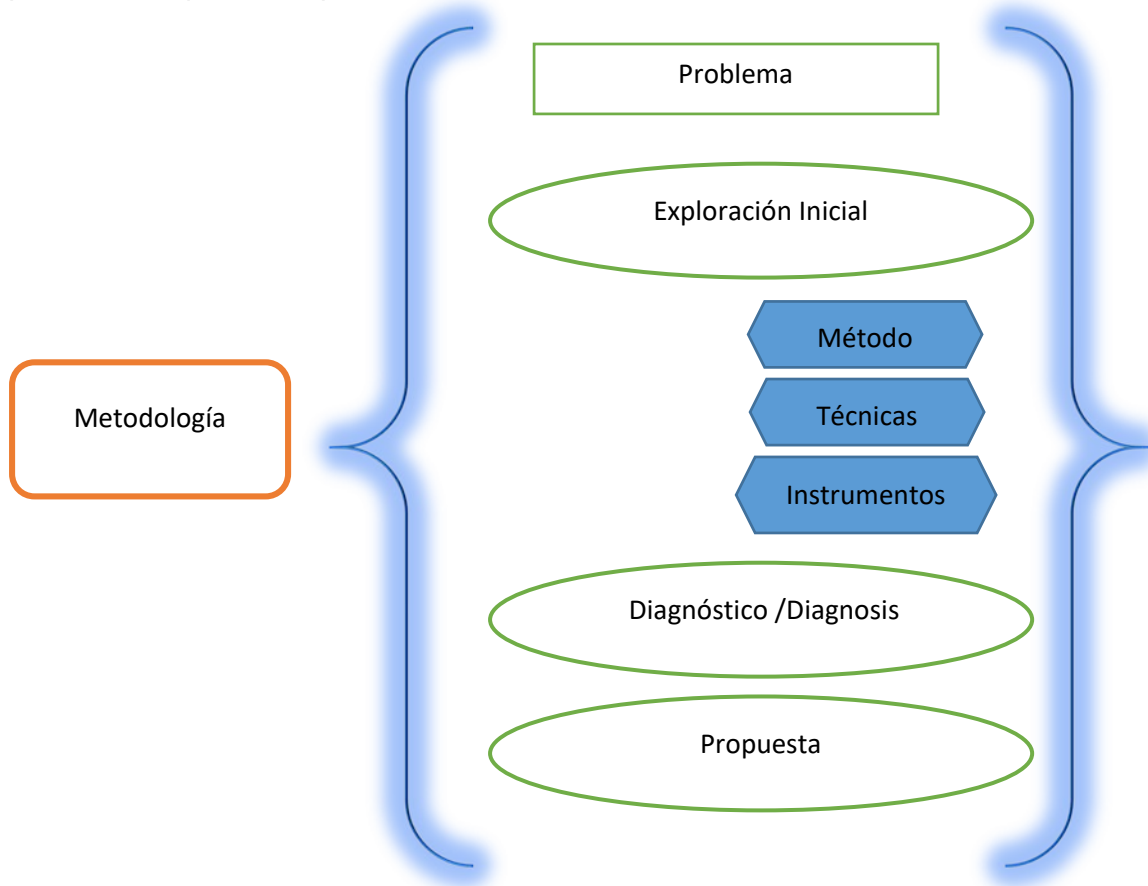 Problema
Exploración Inicial
Método
Metodología
Técnicas
Instrumentos
Diagnóstico /Diagnosis
Propuesta